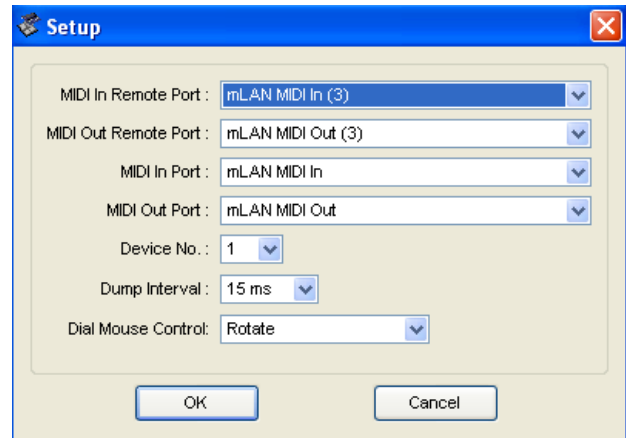 Setup
MIDI In Remote Port : mLAN MIDI In (3)
MIDI Out Remote Port : mLAN MIDI Out (3)
MIDI In Port : mLAN MIDI In
MIDI Out Port : mLAN MIDI Out
Device No. : 1
Dump Interval : 15 ms
Dial Mouse Control: Rotate
OK Cancel